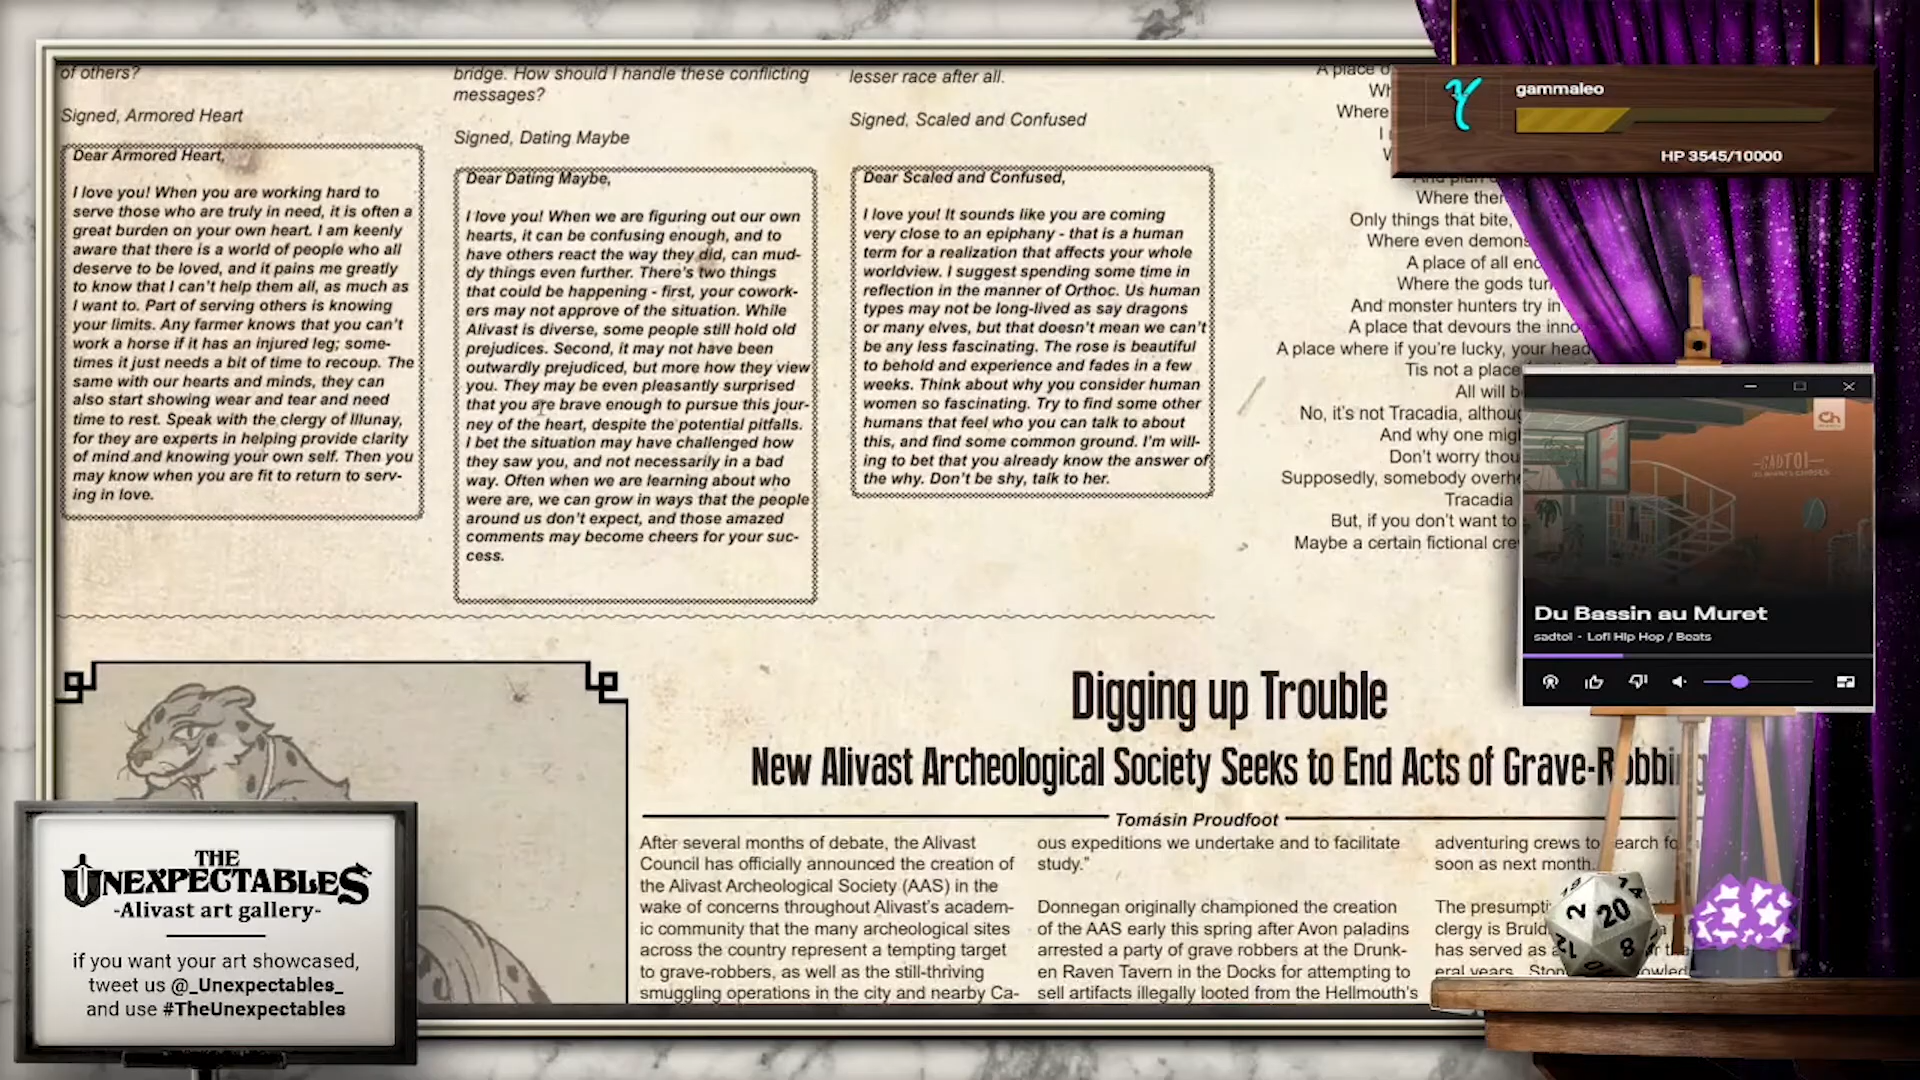 of others?
Signed, Armored Heart
Dear Armored Heart,
I love you! When you are working hard to
serve those who are truly in need, it is often a
great burden on your own heart. I am keenly
aware that there is a world of people who all
deserve to be loved, and it pains me greatly
to know that I can't help them all, as much as
I want to. Part of serving others is knowing
your limits. Any farmer knows that you can't
work a horse if it has an injured leg; some-
times it just needs a bit of time to recoup. The
same with our hearts and minds, they can
also start showing wear and tear and need
time to rest. Speak with the clergy of Illunay,
for they are experts in helping provide clarity
of mind and knowing your own self. Then you
may know when you are fit to return to serv-
ing in love.
bridge. How should I handle these conflicting
messages?
Signed, Dating Maybe
Dear Dating Maybe,
I love you! When we are figuring out our own
hearts, it can be confusing enough, and to
have others react the way they did, can mud-
dy things even further. There's two things
that could be happening - first, your cowork-
ers may not approve of the situation. While
Alivast is diverse, some people still hold old
prejudices. Second, it may not have been
outwardly prejudiced, but more how they view
you. They may be even pleasantly surprised
that you are brave enough to pursue this jour-
ney of the heart, despite the potential pitfalls.
I bet the situation may have challenged how
they saw you, and not necessarily in a bad
way. Often when we are learning about who
were are, we can grow in ways that the people
around us don't expect, and those amazed
comments may become cheers for your suc-
cess.
lesser race after all.
Signed, Scaled and Confused
Dear Scaled and Confused,
I love you! It sounds like you are coming
very close to an epiphany - that is a human
term for a realization that affects your whole
worldview. I suggest spending some time in
reflection in the manner of Orthoc. Us human
types may not be long-lived as say dragons
or many elves, but that doesn't mean we can't
be any less fascinating. The rose is beautiful
to behold and experience and fades in a few
weeks. Think about why you consider human
women so fascinating. Try to find some other
humans that feel who you can talk to about
this, and find some common ground. I'm will-
ing to bet that you already know the answer of
the why. Don't be shy, talk to her.
A place
Where
Where ther
Only things that bite,
Where even demons
A place of all
Where the gods
And monster hunters try in
A place that devours the
A place where if you're lucky, your head
Tis not a place
All will
No, it's not Tracadia,
And why one
Don't worry
Supposedly, somebody
Tracadia
But, if you don't want to
Maybe a certain fictional
gammaleo
HP 3545/10000
Ch
SADTOI
Du Bassin au Muret
sadtoi - Lofi Hip Hop / Beats
Digging up Trouble
New Alivast Archeological Society Seeks to End Acts of Grave-Robbing
Tomásin Proudfoot
After several months of debate, the Alivast
Council has officially announced the creation of
the Alivast Archeological Society (AAS) in the
wake of concerns throughout Alivast's academ-
ic community that the many archeological sites
across the country represent a tempting target
to grave-robbers, as well as the still-thriving
smuggling operations in the city and nearby Ca-
ous expeditions we undertake and to facilitate
study."
Donnegan originally championed the creation
of the AAS early this spring after Avon paladins
arrested a party of grave robbers at the Drunk-
en Raven Tavern in the Docks for attempting to
sell artifacts illegally looted from the Hellmouth's
adventuring crews to search
soon as next month.
The
clergy is
has served as
eral years.
THE
UNEXPECTABLES
-Alivast art gallery-
if you want your art showcased,
tweet us @_Unexpectables_
and use #TheUnexpectables
14
2
20
12
8